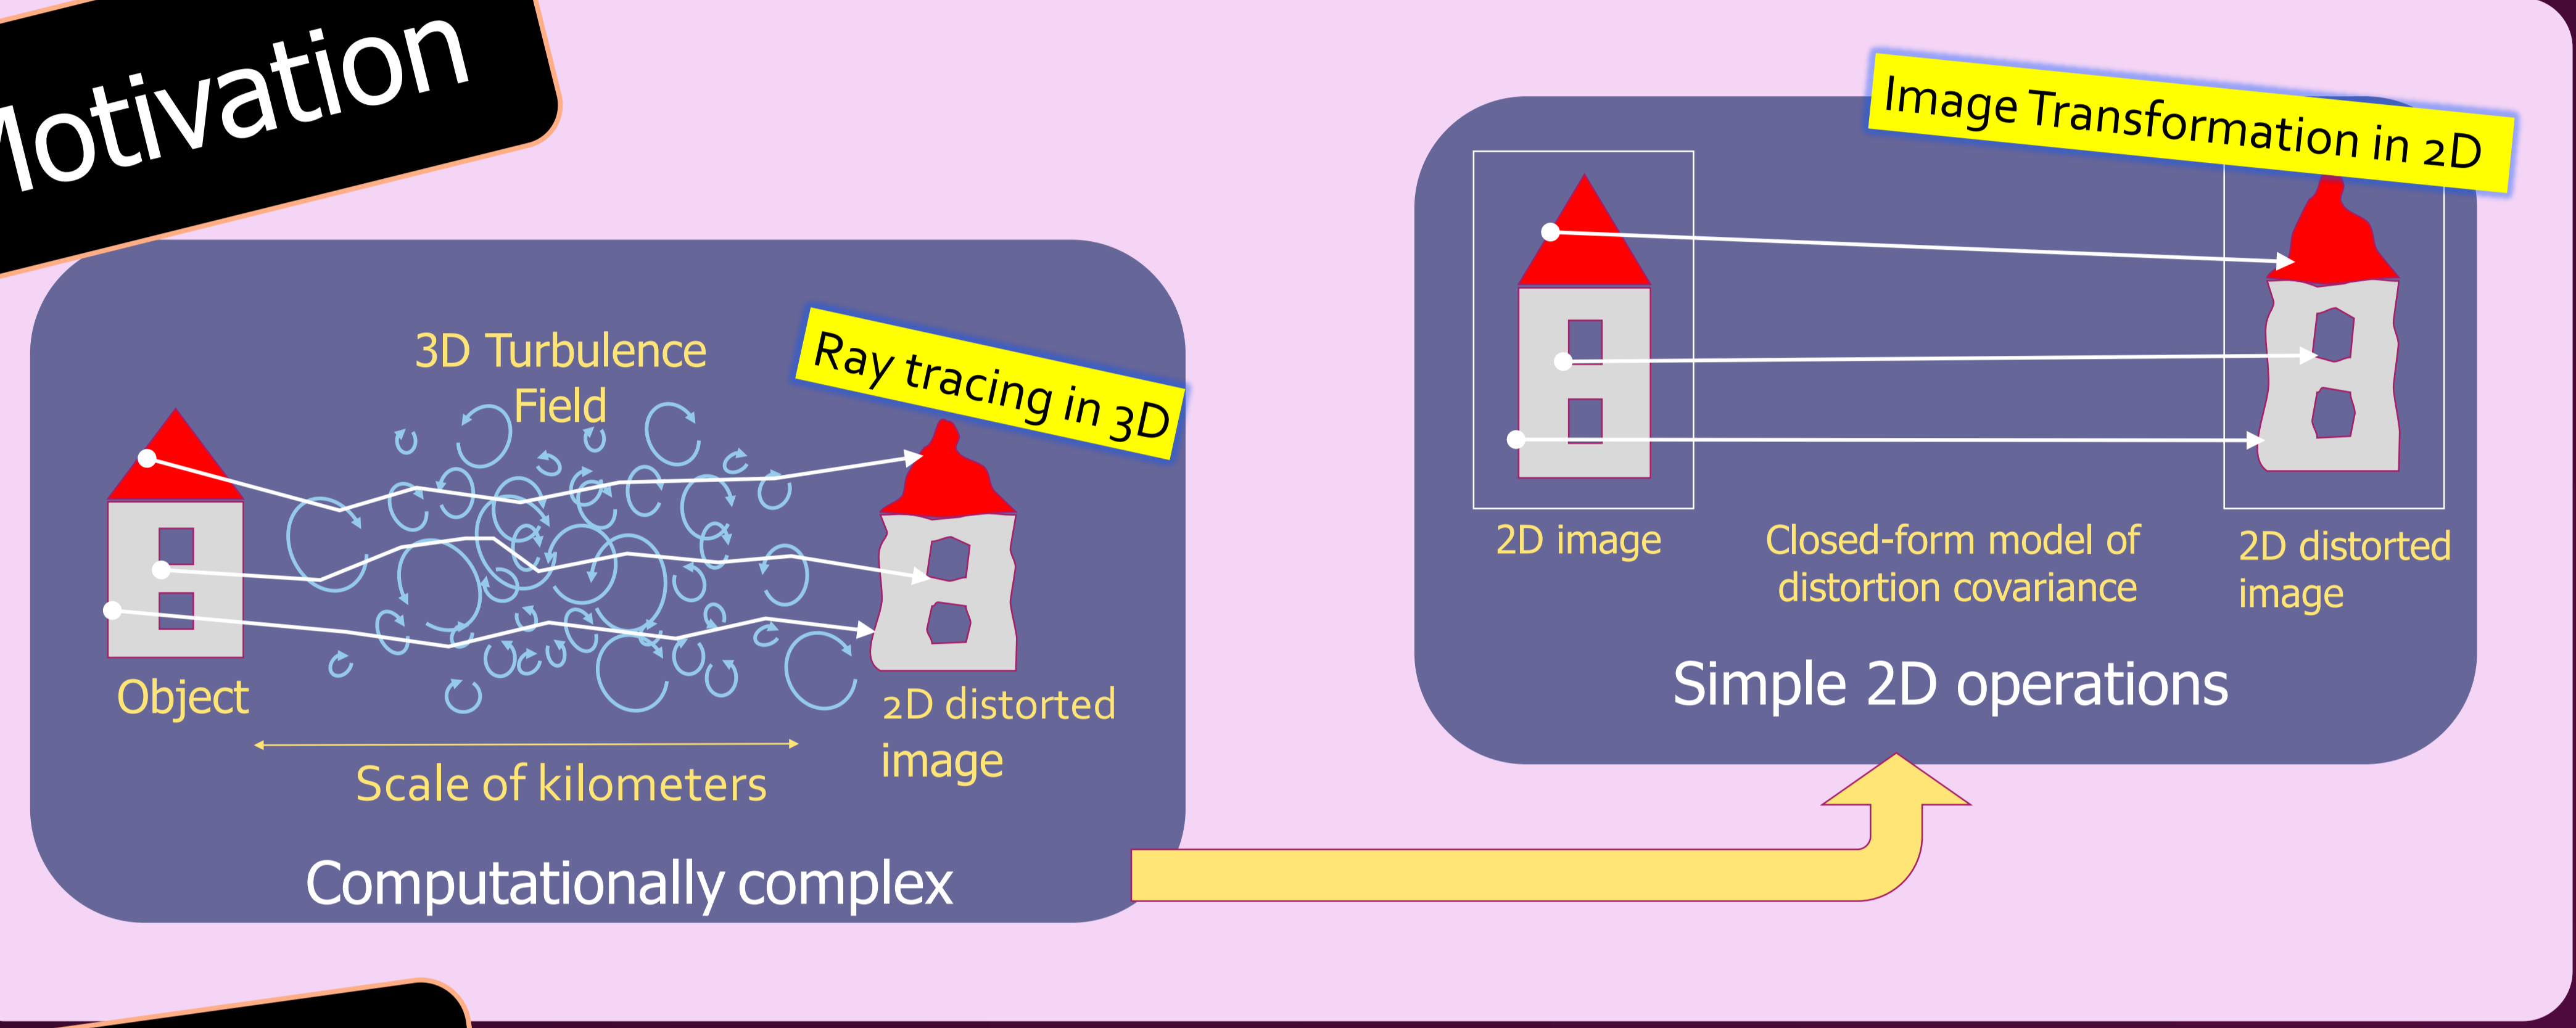 Motivation
3D Turbulence
Field
Ray tracing in 3D
Object
2D distorted
image
Scale of kilometers
Computationally complex
Image Transformation in 2D
2D image
Closed-form model of
distortion covariance
2D distorted
image
Simple 2D operations